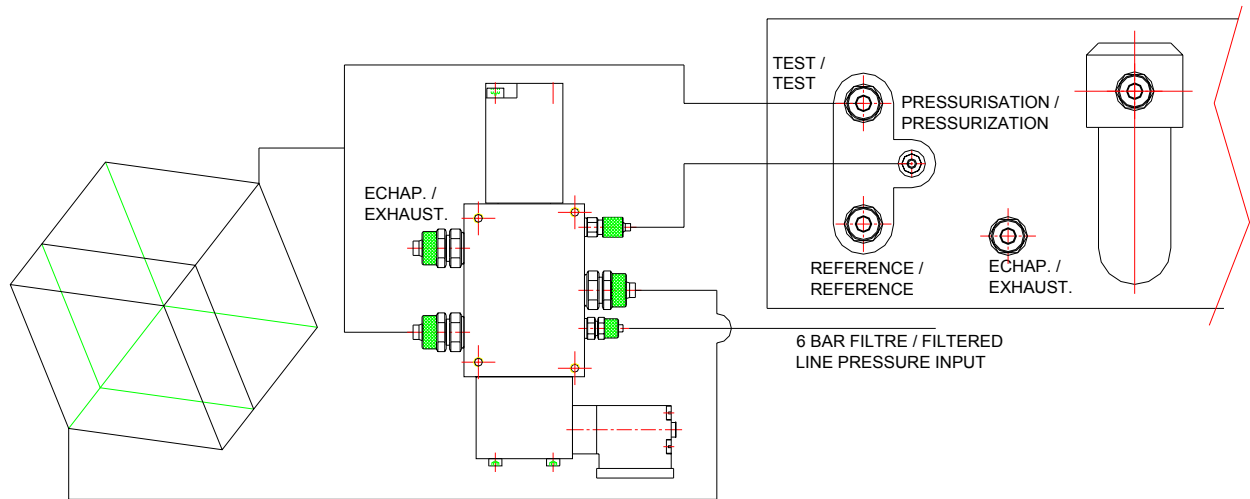 TEST /
TEST
PRESSURISATION /
PRESSURIZATION
ECHAP. /
EXHAUST.
REFERENCE /
REFERENCE
ECHAP. /
EXHAUST.
6 BAR FILTRE / FILTERED
LINE PRESSURE INPUT